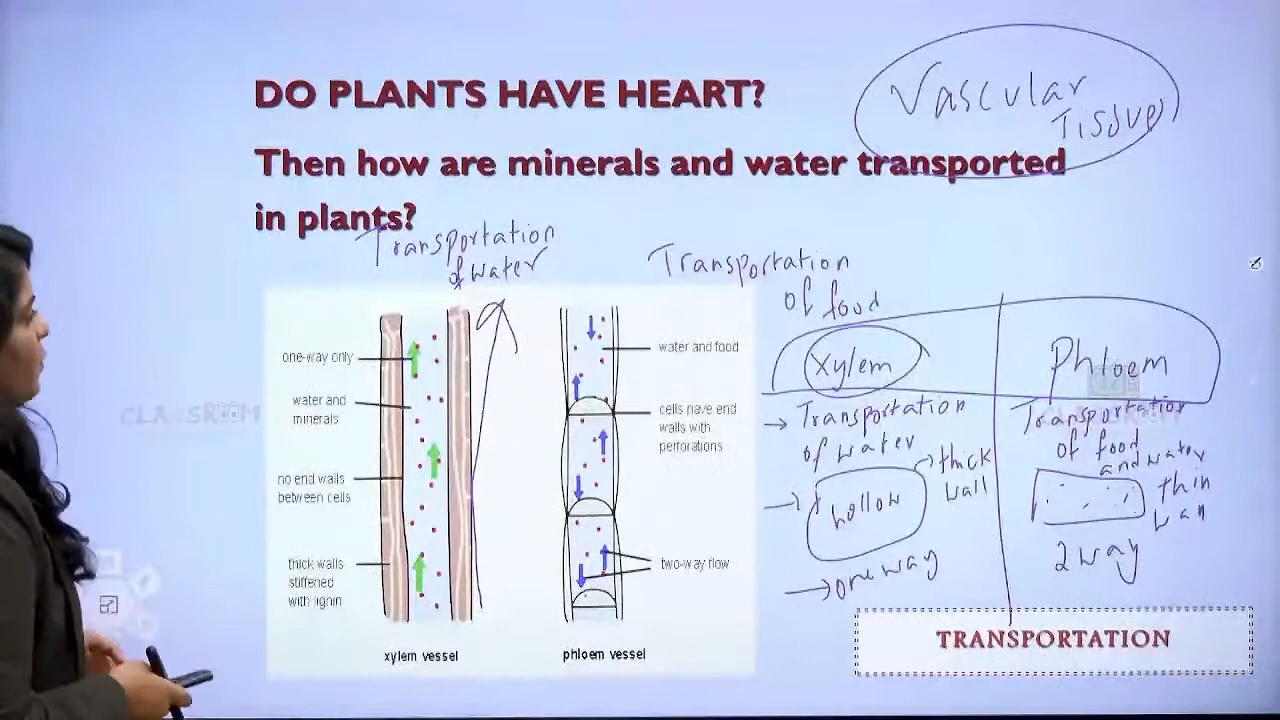 DO PLANTS HAVE HEART?
Vascular
Tissues
Then how are minerals and water transported
in plants?
Transportation
of water
Transportation
of food
one-way only
water and
minerals
no end walls
between cells
thick walls
stiffened
with lignin
xylem vessel
water and food
cells have end
walls with
perforations
two-way flow
phloem vessel
Xylem
Phloem
Transportation
of water
Transportation
of food
and water
hollow
thick
wall
thin
wall
one way
2 way
CLASSROOM
TRANSPORTATION